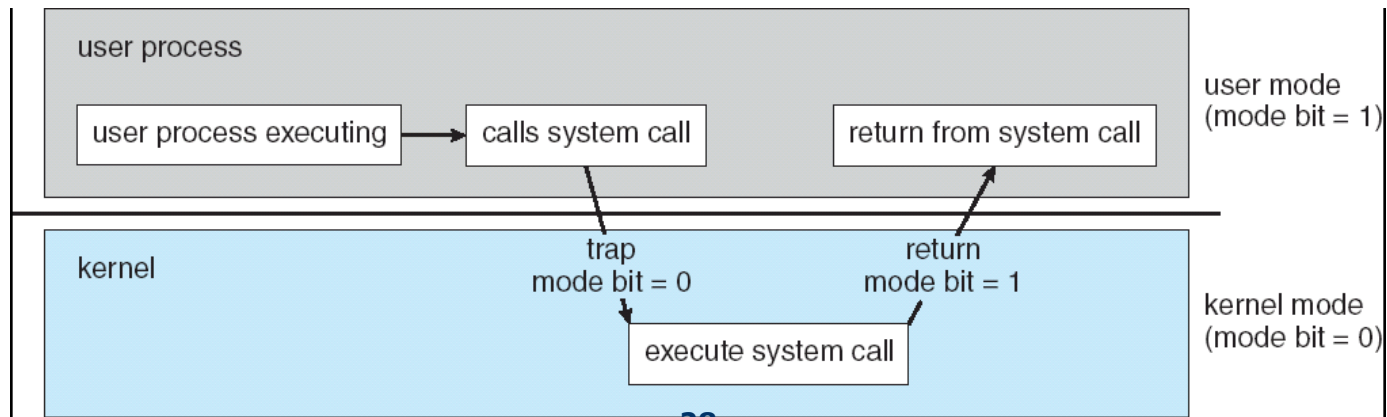 user process
user process executing
calls system call
return from system call
user mode
(mode bit = 1)
trap
mode bit = 0
return
mode bit = 1
kernel
execute system call
kernel mode
(mode bit = 0)